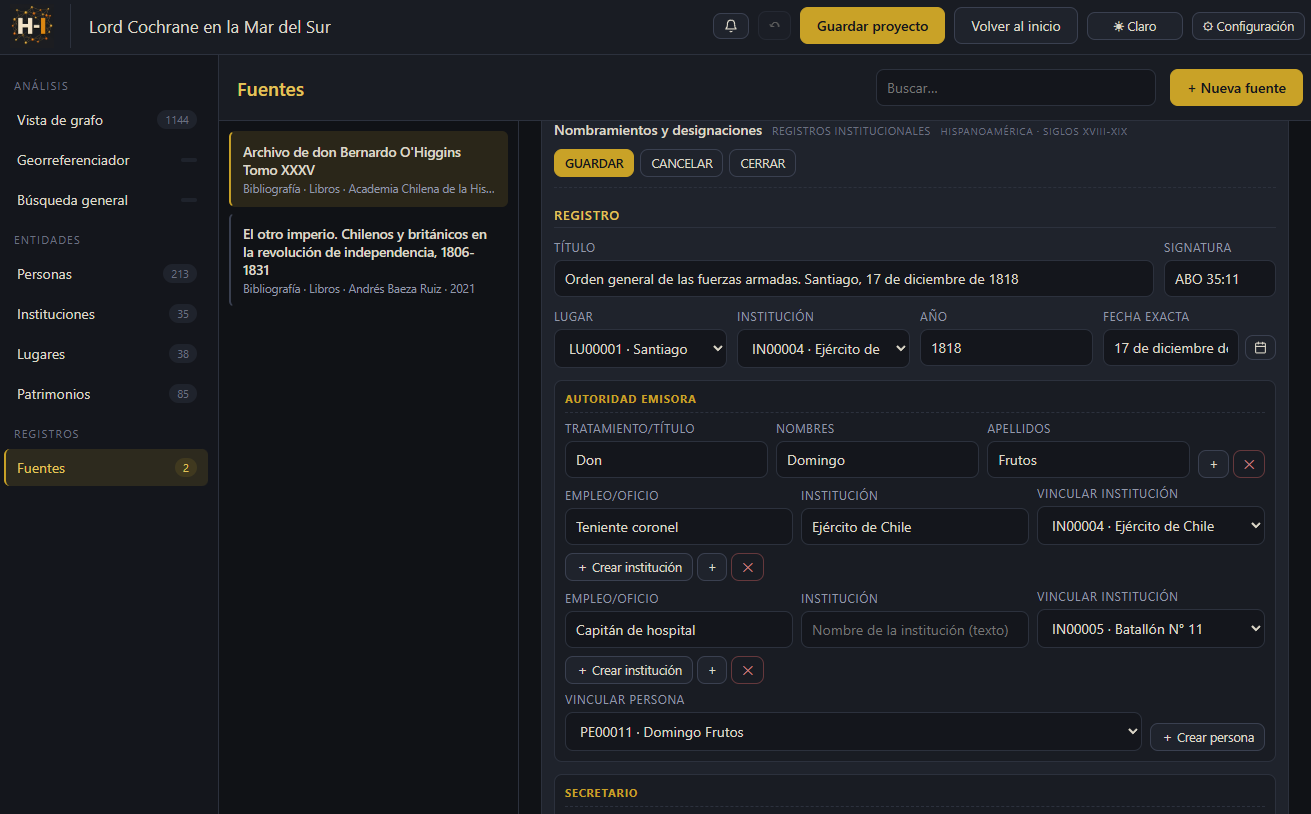 H-I
Lord Cochrane en la Mar del Sur
Guardar proyecto
Volver al inicio
☀ Claro
⚙ Configuración
ANÁLISIS
Vista de grafo 1144
Georreferenciador
Búsqueda general
ENTIDADES
Personas 213
Instituciones 35
Lugares 38
Patrimonios 85
REGISTROS
Fuentes 2
Fuentes
Buscar...
+ Nueva fuente
Archivo de don Bernardo O'Higgins
Tomo XXXV
Bibliografía · Libros · Academia Chilena de la His...
El otro imperio. Chilenos y británicos en
la revolución de independencia, 1806-
1831
Bibliografía · Libros · Andrés Baeza Ruiz · 2021
Nombramientos y designaciones REGISTROS INSTITUCIONALES HISPANOAMÉRICA · SIGLOS XVIII-XIX
GUARDAR CANCELAR CERRAR
REGISTRO
TÍTULO SIGNATURA
Orden general de las fuerzas armadas. Santiago, 17 de diciembre de 1818 ABO 35:11
LUGAR INSTITUCIÓN AÑO FECHA EXACTA
LU00001 · Santiago IN00004 · Ejército de 1818 17 de diciembre d
AUTORIDAD EMISORA
TRATAMIENTO/TÍTULO NOMBRES APELLIDOS
Don Domingo Frutos + ×
EMPLEO/OFICIO INSTITUCIÓN VINCULAR INSTITUCIÓN
Teniente coronel Ejército de Chile IN00004 · Ejército de Chile
+ Crear institución + ×
EMPLEO/OFICIO INSTITUCIÓN VINCULAR INSTITUCIÓN
Capitán de hospital Nombre de la institución (texto) IN00005 · Batallón N° 11
+ Crear institución + ×
VINCULAR PERSONA
PE00011 · Domingo Frutos + Crear persona
SECRETARIO